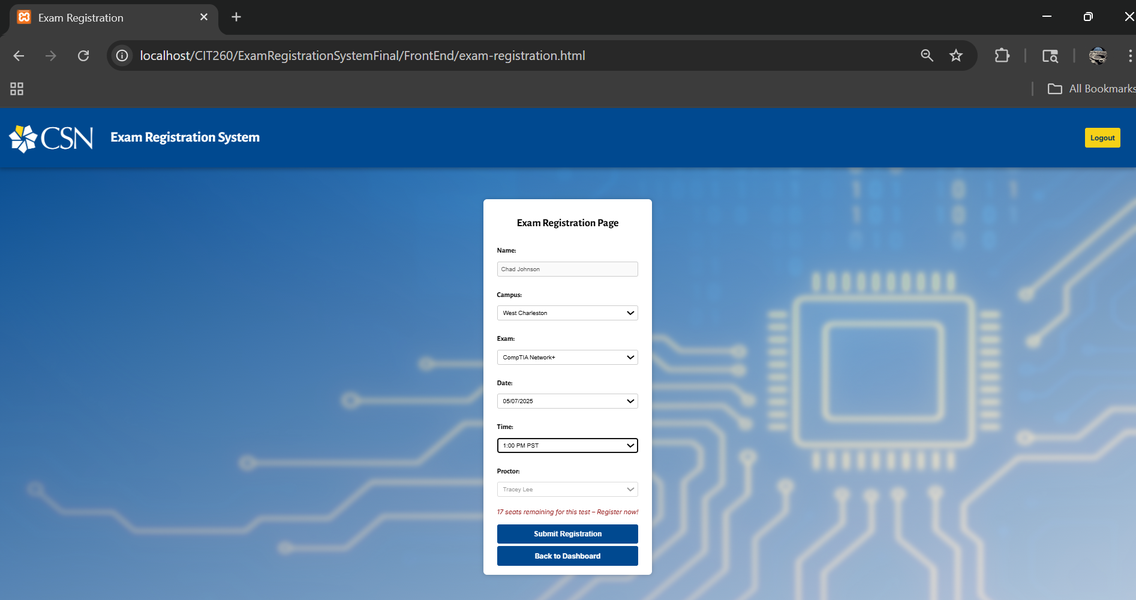 Exam Registration
localhost/CIT260/ExamRegistrationSystemFinal/FrontEnd/exam-registration.html
All Bookmarks
CSN
Exam Registration System
Logout
Exam Registration Page
Name:
Chad Johnson
Campus:
West Charleston
Exam:
CompTIA Network+
Date:
05/07/2025
Time:
1:00 PM PST
Proctor:
Tracey Lee
17 seats remaining for this test – Register now!
Submit Registration
Back to Dashboard